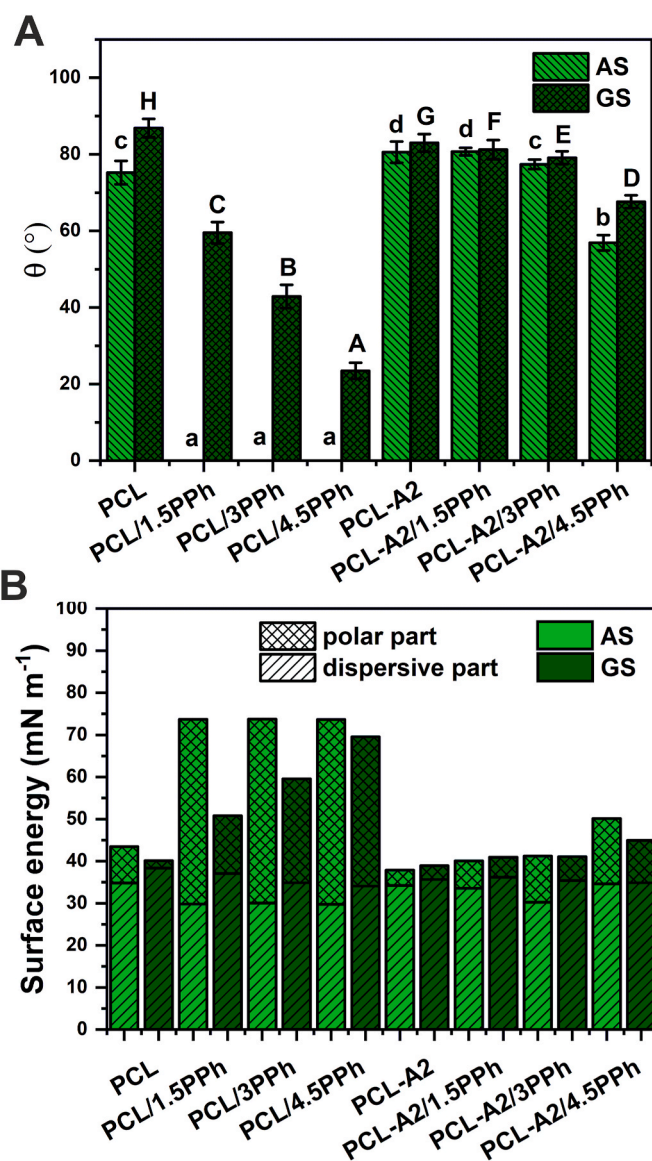 A
θ (°)
100
80
60
40
20
0
AS
GS
c
H
a
C
a
B
a
A
d
G
d
F
c
E
b
D
PCL
PCL/1.5PPh
PCL/3PPh
PCL/4.5PPh
PCL-A2
PCL-A2/1.5PPh
PCL-A2/3PPh
PCL-A2/4.5PPh
B
Surface energy (mN m⁻¹)
100
90
80
70
60
50
40
30
20
10
0
polar part
dispersive part
AS
GS
PCL
PCL/1.5PPh
PCL/3PPh
PCL/4.5PPh
PCL-A2
PCL-A2/1.5PPh
PCL-A2/3PPh
PCL-A2/4.5PPh